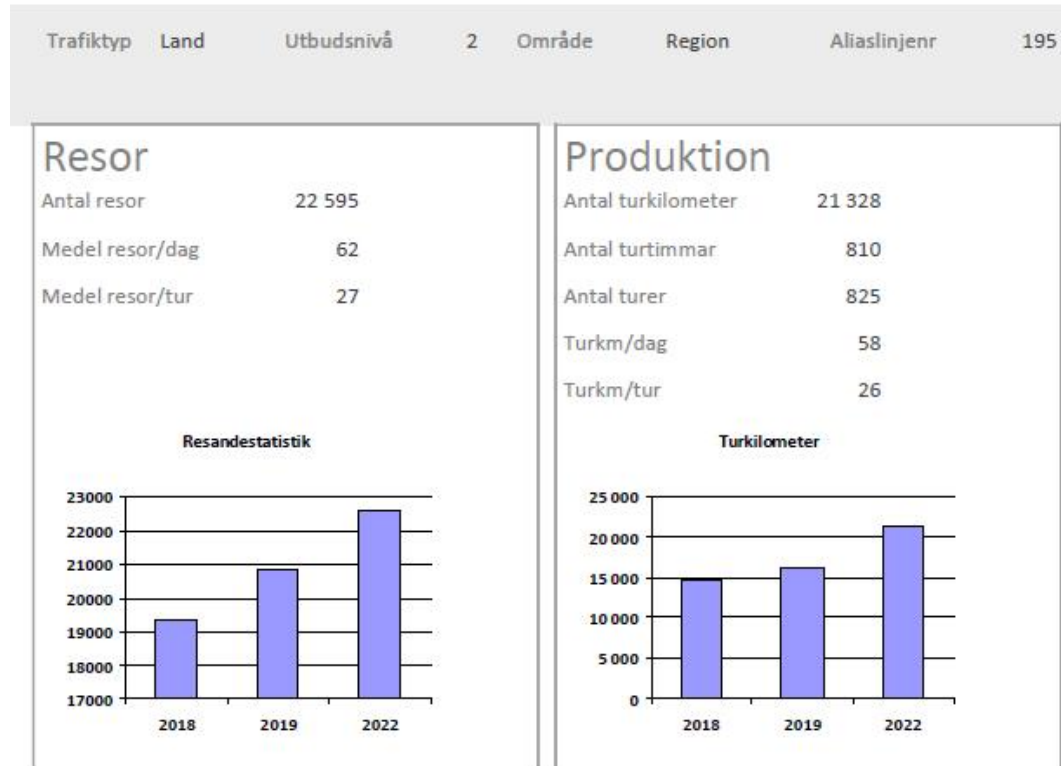 Trafiktyp Land Utbudsnivå 2 Område Region Aliaslinjenr 195
Resor
Antal resor 22 595
Medel resor/dag 62
Medel resor/tur 27
Resandestatistik
23000
22000
21000
20000
19000
18000
17000
2018 2019 2022
Produktion
Antal turkilometer 21 328
Antal turtimmar 810
Antal turer 825
Turkm/dag 58
Turkm/tur 26
Turkilometer
25 000
20 000
15 000
10 000
5 000
0
2018 2019 2022